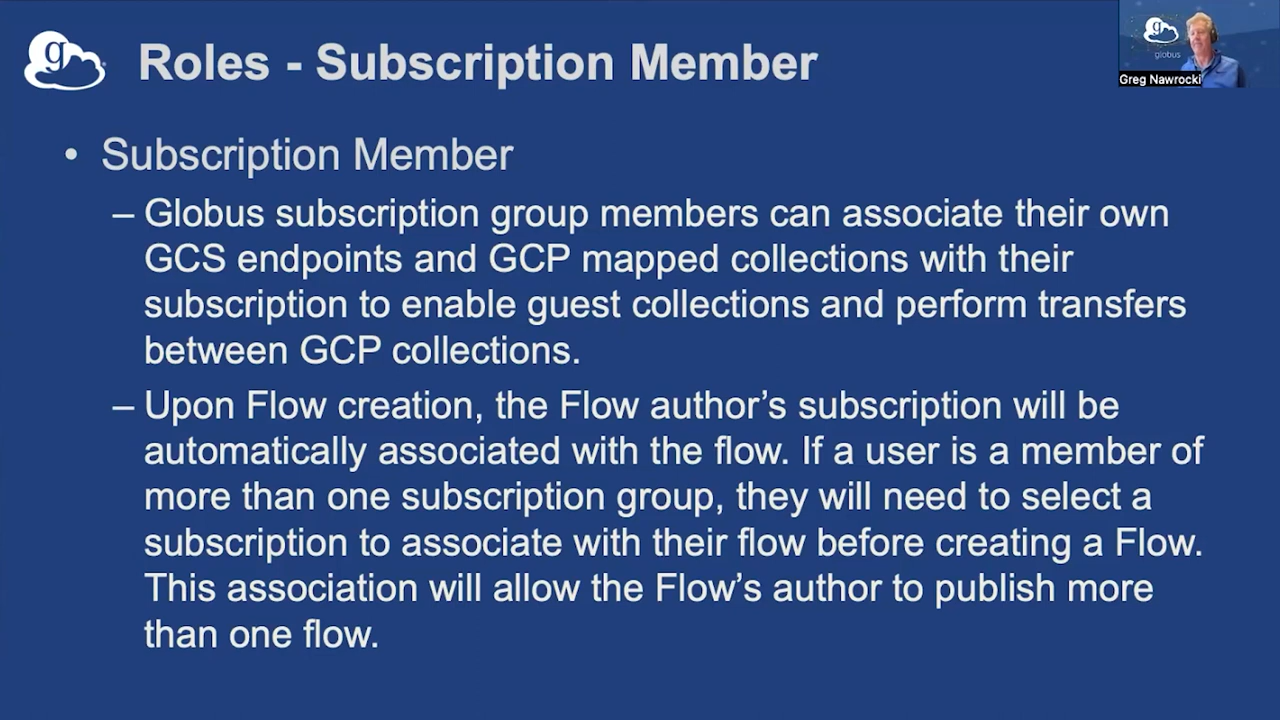 g
Roles - Subscription Member
globus
Greg Nawrocki
• Subscription Member
– Globus subscription group members can associate their own
GCS endpoints and GCP mapped collections with their
subscription to enable guest collections and perform transfers
between GCP collections.
– Upon Flow creation, the Flow author’s subscription will be
automatically associated with the flow. If a user is a member of
more than one subscription group, they will need to select a
subscription to associate with their flow before creating a Flow.
This association will allow the Flow’s author to publish more
than one flow.